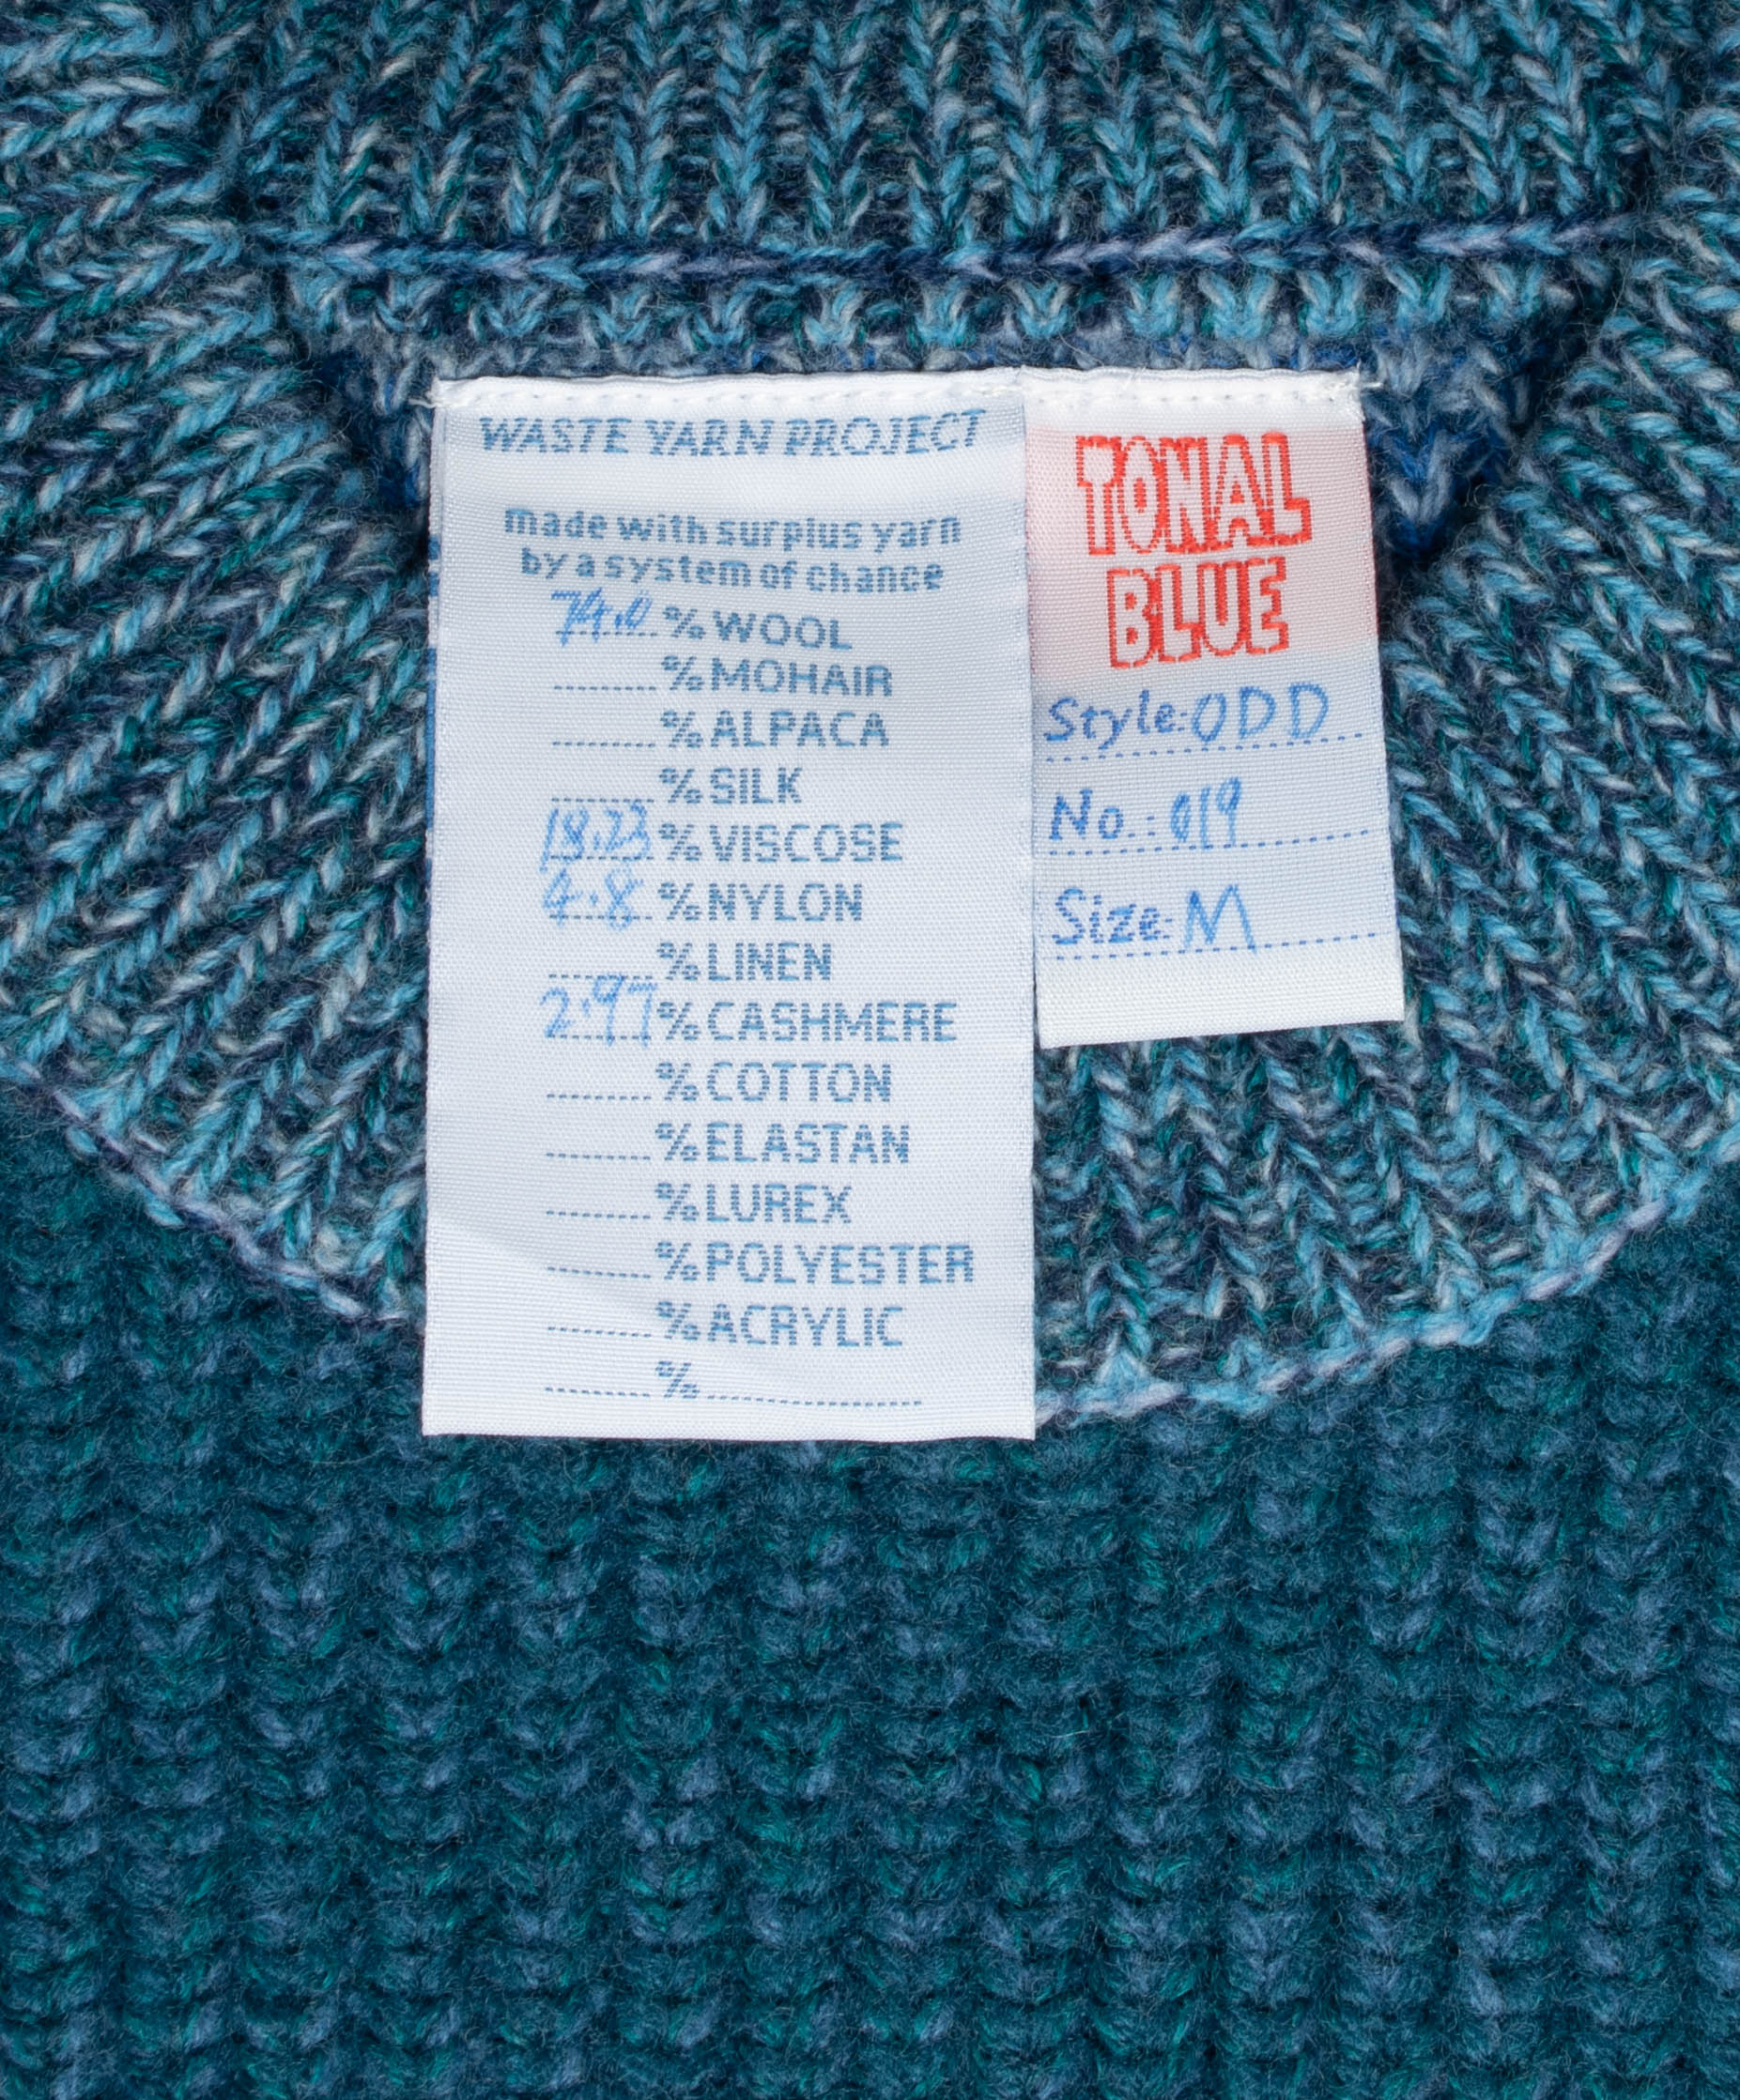 WASTE YARN PROJECT
made with surplus yarn
by a system of chance
74.0 % WOOL
% MOHAIR
% ALPACA
% SILK
18.23 % VISCOSE
4.8 % NYLON
% LINEN
2.97 % CASHMERE
% COTTON
% ELASTAN
% LUREX
% POLYESTER
% ACRYLIC
%
TONAL
BLUE
Style: ODD
No.: 019
Size: M